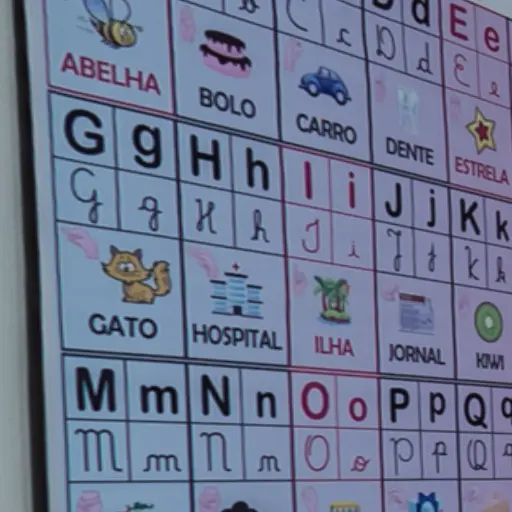 C c D d E e
ABELHA BOLO CARRO DENTE ESTRELA
G g H h I i J j K k
G g H h I i J j K k
GATO HOSPITAL ILHA JORNAL KIWI
M m N n O o P p Q q
M m N n O o P p Q